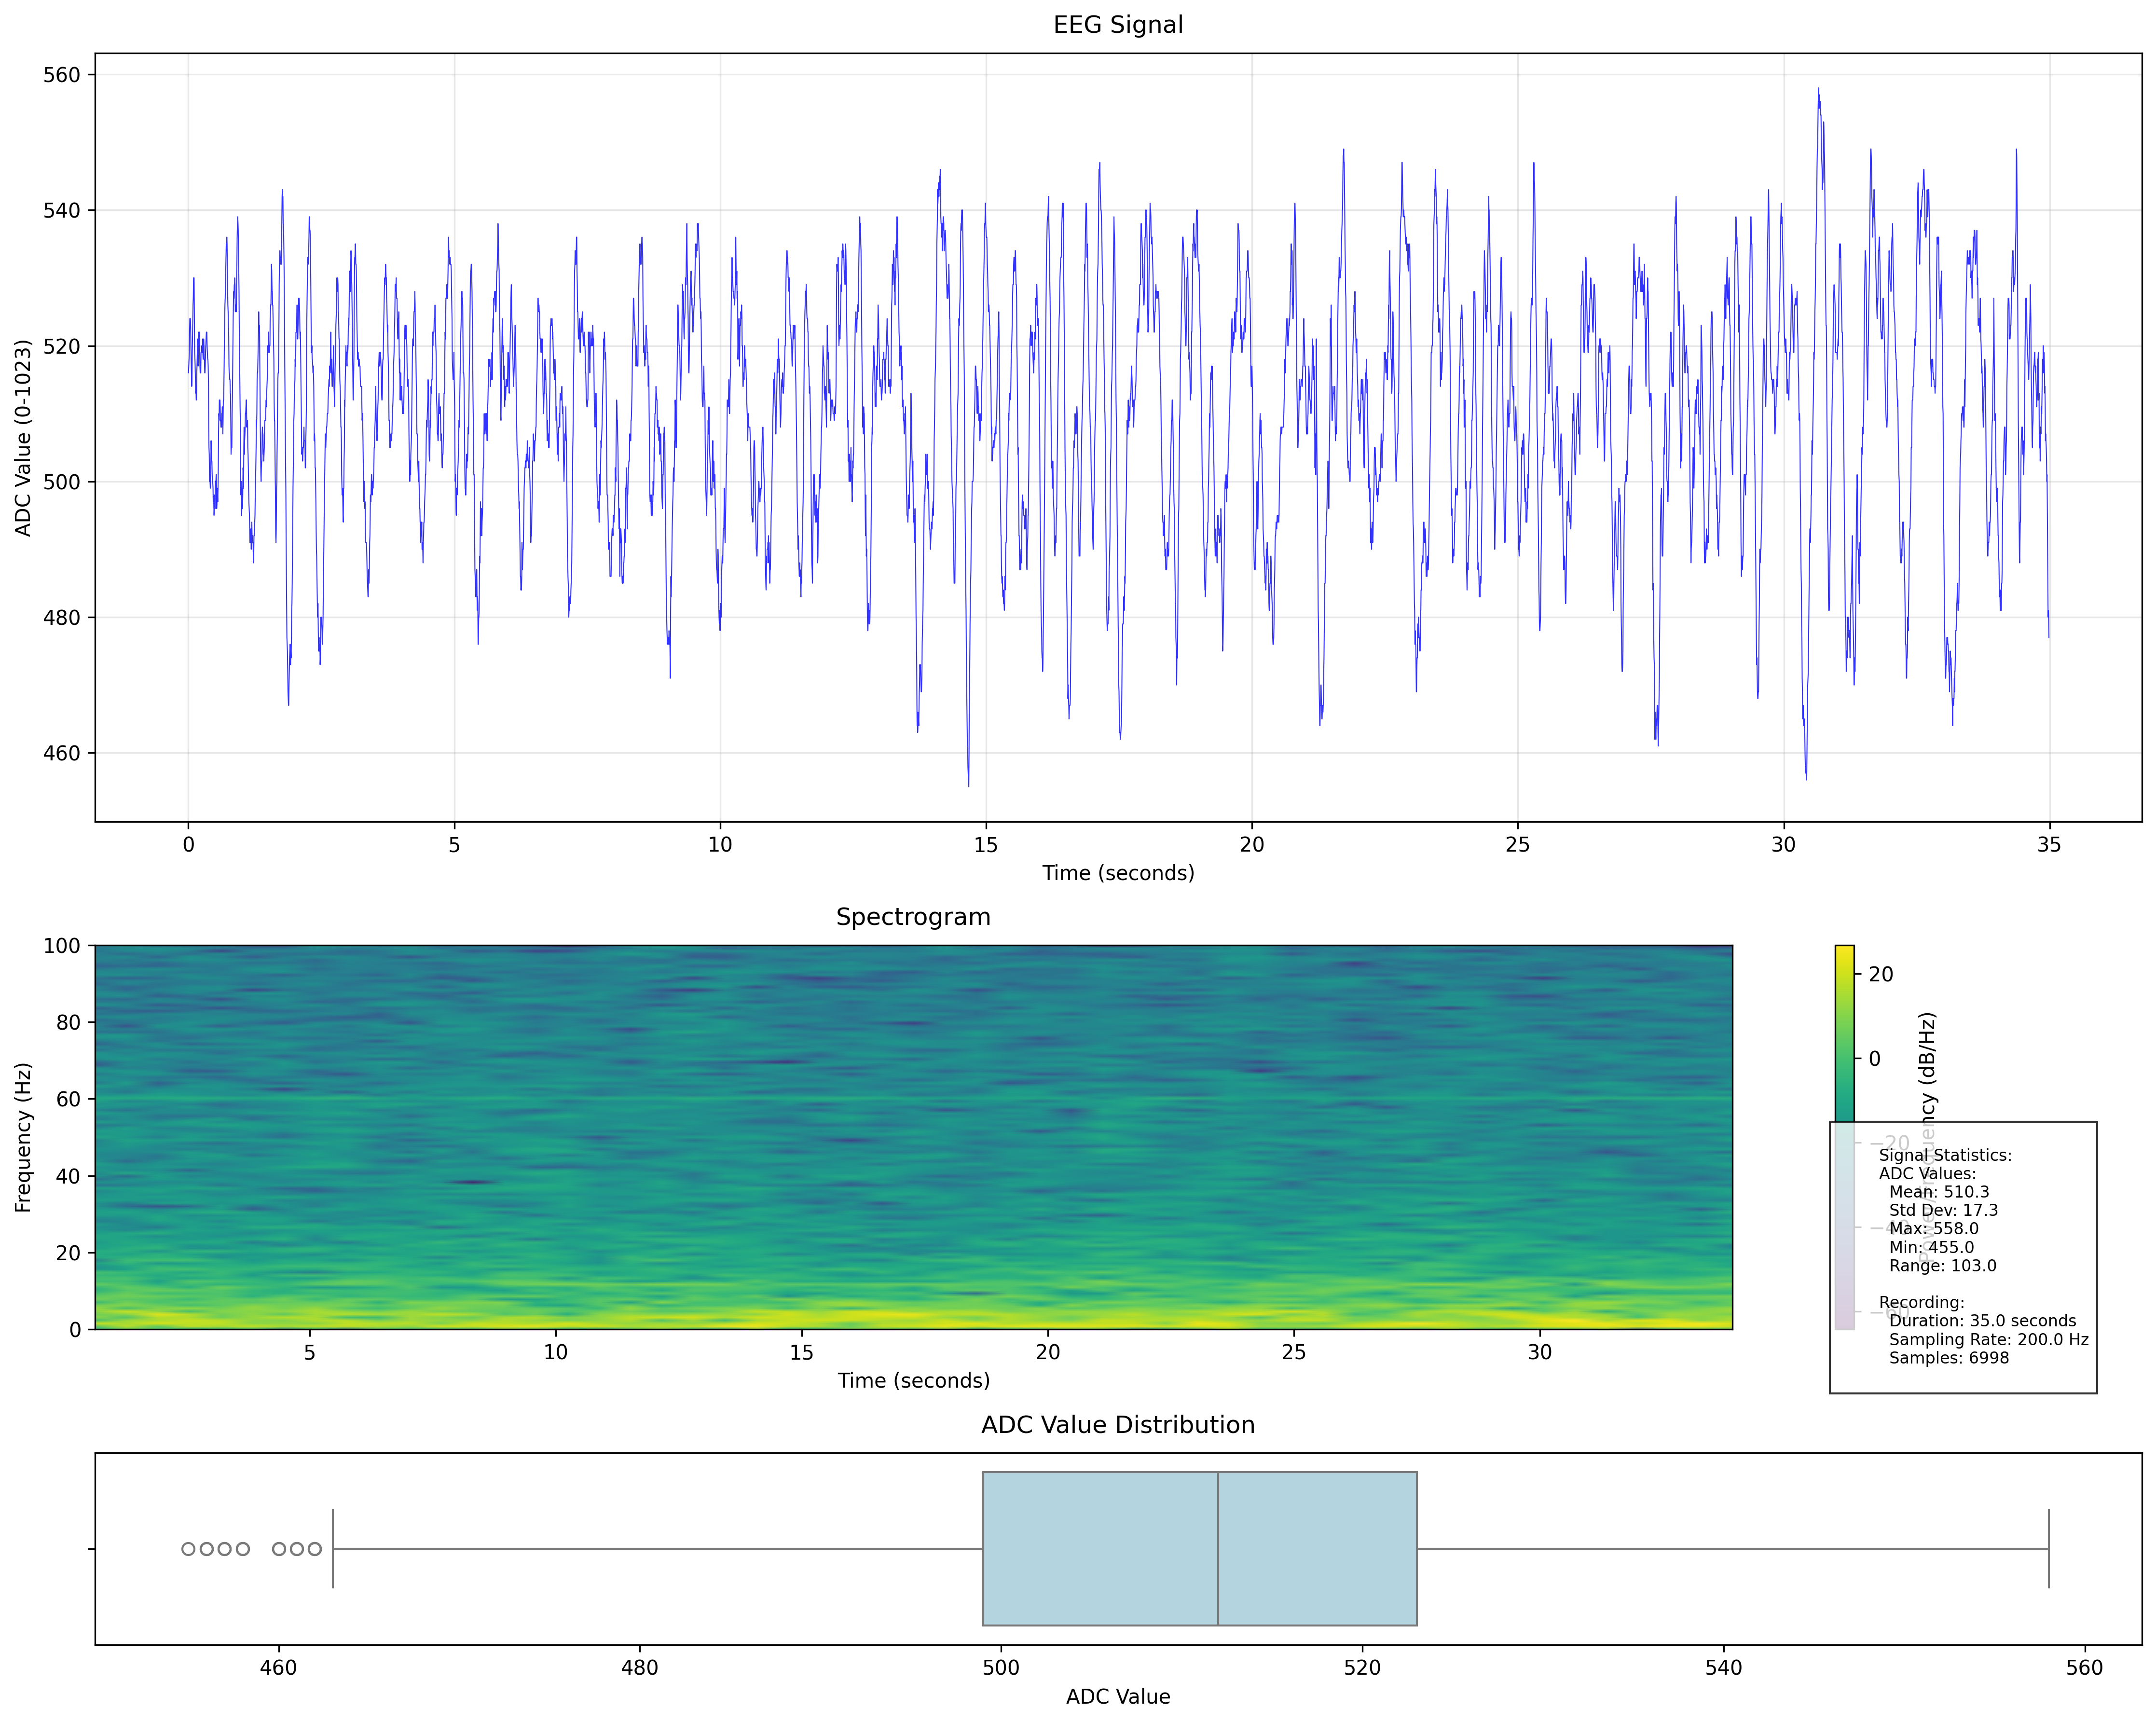 EEG Signal
560
540
520
500
480
460
ADC Value (0-1023)
0 5 10 15 20 25 30 35
Time (seconds)
Spectrogram
100
80
60
40
20
0
Frequency (Hz)
5 10 15 20 25 30
Time (seconds)
20
0
−20
(dB/Hz)
Signal Statistics:
ADC Values:
Mean: 510.3
Std Dev: 17.3
Max: 558.0
Min: 455.0
Range: 103.0
Recording:
Duration: 35.0 seconds
Sampling Rate: 200.0 Hz
Samples: 6998
ADC Value Distribution
460 480 500 520 540 560
ADC Value